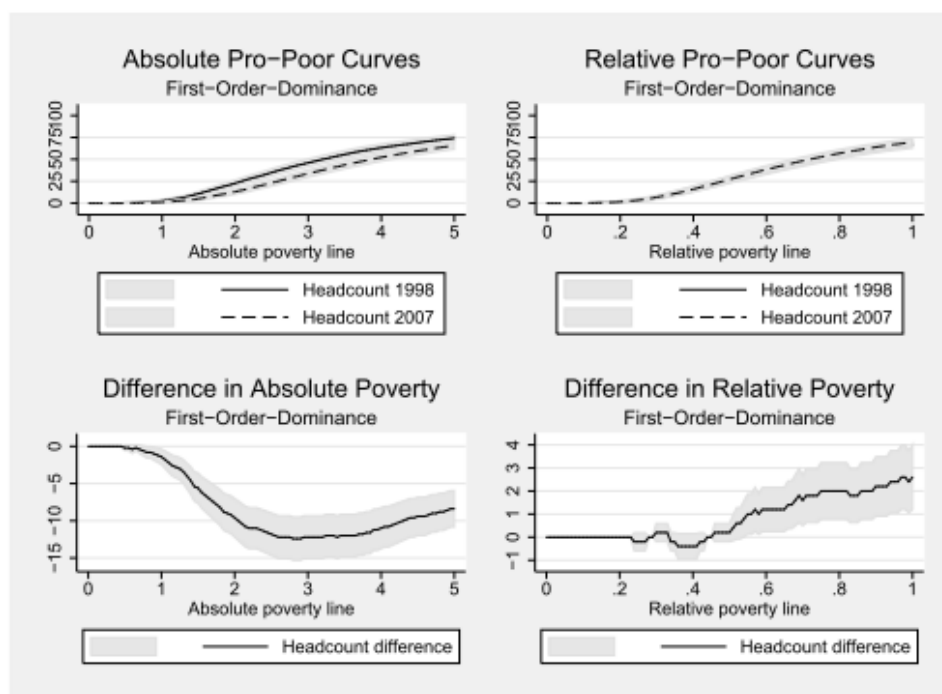 Absolute Pro-Poor Curves
First-Order-Dominance
0 25 50 75 100
0 1 2 3 4 5
Absolute poverty line
Headcount 1998
Headcount 2007
Relative Pro-Poor Curves
First-Order-Dominance
0 25 50 75 100
0 .2 .4 .6 .8 1
Relative poverty line
Headcount 1998
Headcount 2007
Difference in Absolute Poverty
First-Order-Dominance
-15 -10 -5 0
0 1 2 3 4 5
Absolute poverty line
Headcount difference
Difference in Relative Poverty
First-Order-Dominance
-1 0 1 2 3 4
0 .2 .4 .6 .8 1
Relative poverty line
Headcount difference